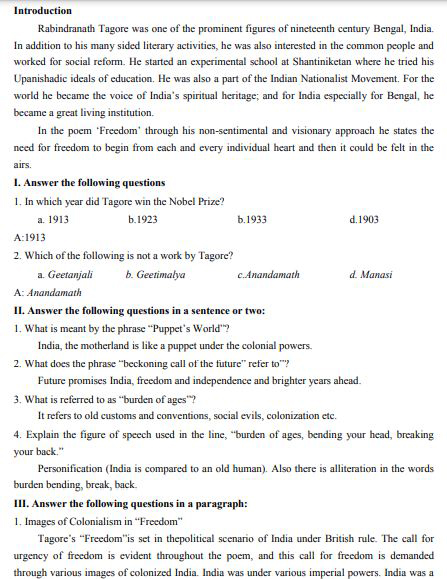 Introduction
Rabindranath Tagore was one of the prominent figures of nineteenth century Bengal, India.
In addition to his many sided literary activities, he was also interested in the common people and
worked for social reform. He started an experimental school at Shantiniketan where he tried his
Upanishadic ideals of education. He was also a part of the Indian Nationalist Movement. For the
world he became the voice of India's spiritual heritage; and for India especially for Bengal, he
became a great living institution.
In the poem ‘Freedom’ through his non-sentimental and visionary approach he states the
need for freedom to begin from each and every individual heart and then it could be felt in the
airs.
I. Answer the following questions
1. In which year did Tagore win the Nobel Prize?
a. 1913 b.1923 b.1933 d.1903
A:1913
2. Which of the following is not a work by Tagore?
a. Geetanjali b. Geetimalya c.Anandamath d. Manasi
A: Anandamath
II. Answer the following questions in a sentence or two:
1. What is meant by the phrase “Puppet's World”?
India, the motherland is like a puppet under the colonial powers.
2. What does the phrase “beckoning call of the future” refer to”?
Future promises India, freedom and independence and brighter years ahead.
3. What is referred to as “burden of ages”?
It refers to old customs and conventions, social evils, colonization etc.
4. Explain the figure of speech used in the line, “burden of ages, bending your head, breaking
your back.”
Personification (India is compared to an old human). Also there is alliteration in the words
burden bending, break, back.
III. Answer the following questions in a paragraph:
1. Images of Colonialism in “Freedom”
Tagore's “Freedom”is set in thepolitical scenario of India under British rule. The call for
urgency of freedom is evident throughout the poem, and this call for freedom is demanded
through various images of colonized India. India was under various imperial powers. India was a